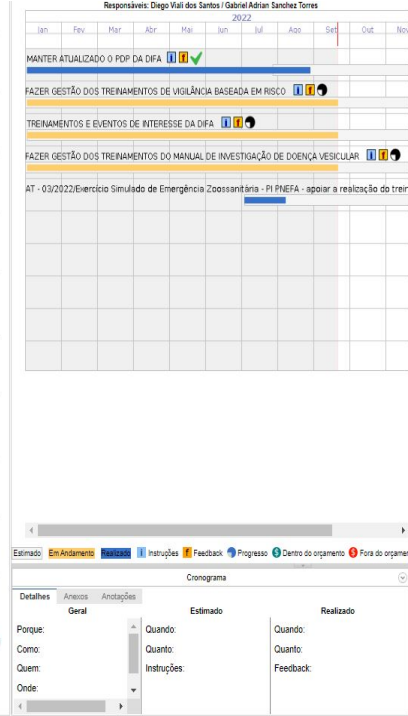 Responsáveis: Diego Viali dos Santos / Gabriel Adrian Sanchez Torres
2022
Jan Fev Mar Abr Mai Jun Jul Ago Set Out Nov
MANTER ATUALIZADO O PDP DA DIFA i f
FAZER GESTÃO DOS TREINAMENTOS DE VIGILÂNCIA BASEADA EM RISCO i f
TREINAMENTOS E EVENTOS DE INTERESSE DA DIFA i f
FAZER GESTÃO DOS TREINAMENTOS DO MANUAL DE INVESTIGAÇÃO DE DOENÇA VESICULAR i f
AT - 03/2022/Exercício Simulado de Emergência Zoossanitária - PI PNEFA - apoiar a realização do trein
Estimado Em Andamento Realizado i Instruções f Feedback Progresso $ Dentro do orçamento $ Fora do orçamen
Cronograma
Detalhes Anexos Anotações
Geral Estimado Realizado
Porque: Quando: Quando:
Como: Quanto: Quanto:
Quem: Instruções: Feedback:
Onde: